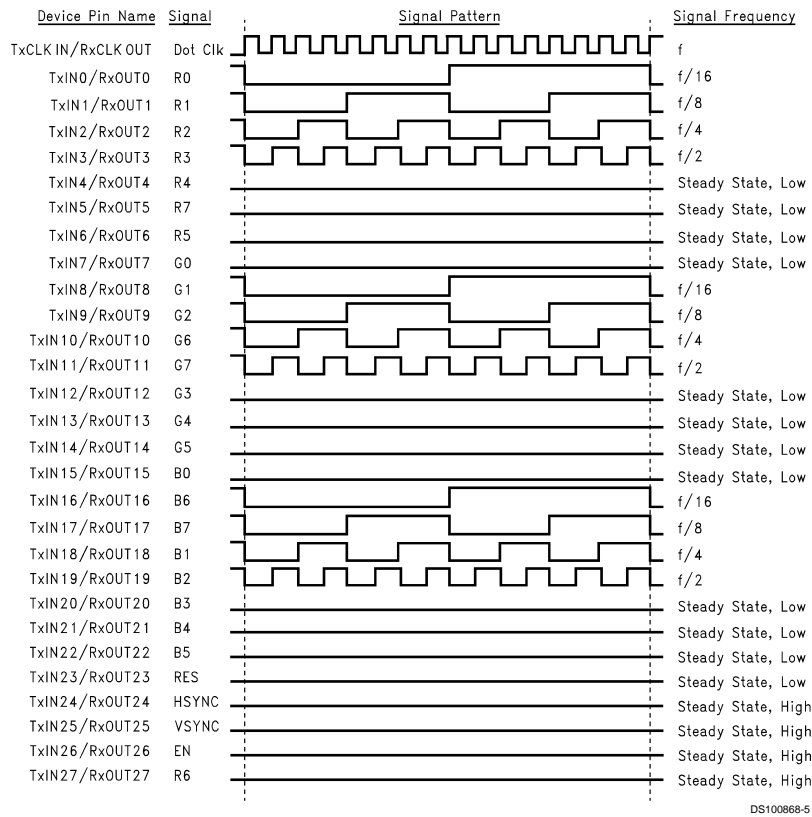 Device Pin Name Signal Signal Pattern Signal Frequency
TxCLK IN/RxCLK OUT Dot Clk f
TxIN0/RxOUT0 R0 f/16
TxIN1/RxOUT1 R1 f/8
TxIN2/RxOUT2 R2 f/4
TxIN3/RxOUT3 R3 f/2
TxIN4/RxOUT4 R4 Steady State, Low
TxIN5/RxOUT5 R7 Steady State, Low
TxIN6/RxOUT6 R5 Steady State, Low
TxIN7/RxOUT7 G0 Steady State, Low
TxIN8/RxOUT8 G1 f/16
TxIN9/RxOUT9 G2 f/8
TxIN10/RxOUT10 G6 f/4
TxIN11/RxOUT11 G7 f/2
TxIN12/RxOUT12 G3 Steady State, Low
TxIN13/RxOUT13 G4 Steady State, Low
TxIN14/RxOUT14 G5 Steady State, Low
TxIN15/RxOUT15 B0 Steady State, Low
TxIN16/RxOUT16 B6 f/16
TxIN17/RxOUT17 B7 f/8
TxIN18/RxOUT18 B1 f/4
TxIN19/RxOUT19 B2 f/2
TxIN20/RxOUT20 B3 Steady State, Low
TxIN21/RxOUT21 B4 Steady State, Low
TxIN22/RxOUT22 B5 Steady State, Low
TxIN23/RxOUT23 RES Steady State, Low
TxIN24/RxOUT24 HSYNC Steady State, High
TxIN25/RxOUT25 VSYNC Steady State, High
TxIN26/RxOUT26 EN Steady State, High
TxIN27/RxOUT27 R6 Steady State, High
DS100868-5